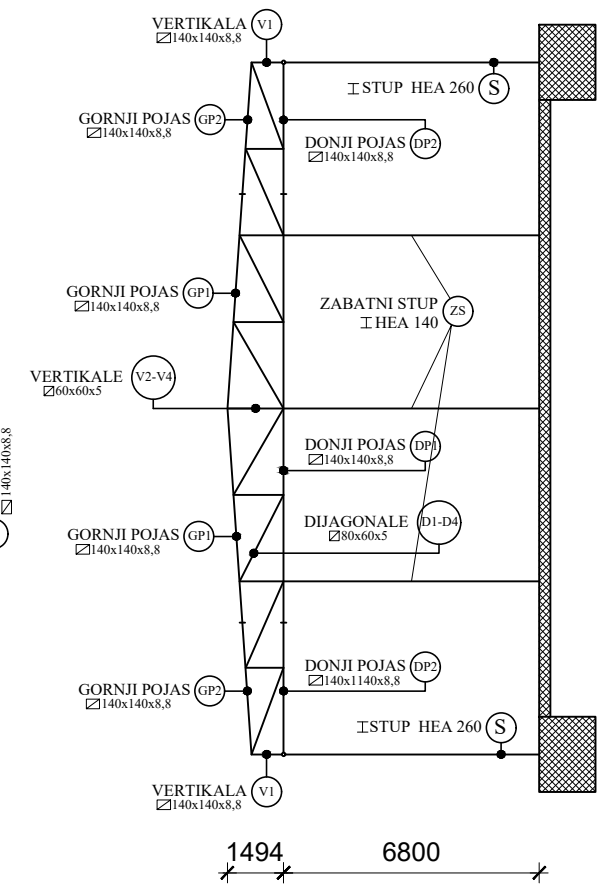 VERTIKALA V1
140x140x8,8
STUP HEA 260 S
GORNJI POJAS GP2
140x140x8,8
DONJI POJAS DP2
140x140x8,8
GORNJI POJAS GP1
140x140x8,8
ZABATNI STUP ZS
HEA 140
VERTIKALE V2-V4
60x60x5
140x140x8,8
DONJI POJAS DP1
140x140x8,8
DIJAGONALE D1-D4
80x60x5
GORNJI POJAS GP1
140x140x8,8
DONJI POJAS DP2
140x1140x8,8
GORNJI POJAS GP2
140x140x8,8
STUP HEA 260 S
VERTIKALA V1
140x140x8,8
1494 6800